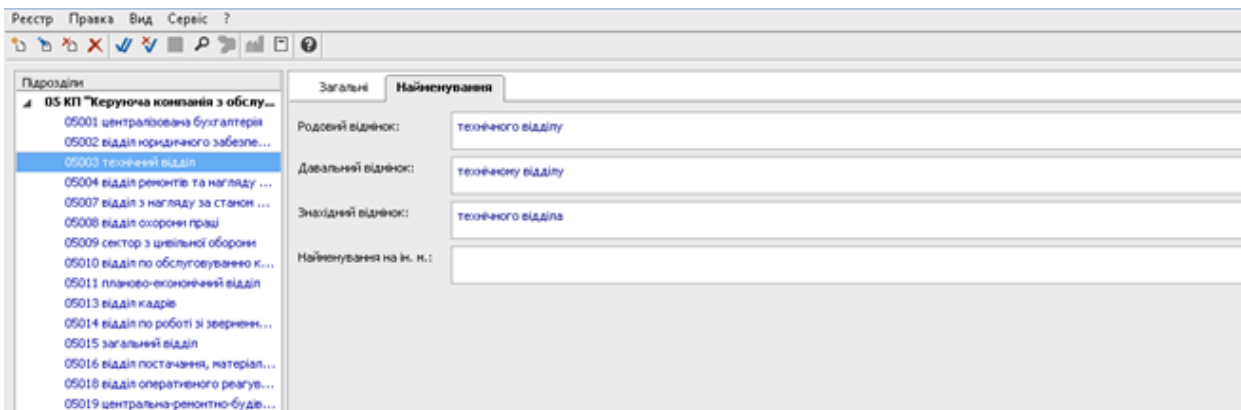 Реєстр Правка Вид Сервіс ?
Підрозділи
05 КП "Керуюча компанія з обслу...
05001 централізована бухгалтерія
05002 відділ юридичного забезпе...
05003 технічний відділ
05004 відділ ремонтів та нагляду ...
05007 відділ з нагляду за станом ...
05008 відділ охорони праці
05009 сектор з цивільної оборони
05010 відділ по обслуговуванню к...
05011 планово-економічний відділ
05013 відділ кадрів
05014 відділ по роботі зі зверненн...
05015 загальний відділ
05016 відділ постачання, матеріал...
05018 відділ оперативного реагув...
05019 центральна-ремонтно-будів...
Загальні Найменування
Родовий відмінок: технічного відділу
Давальний відмінок: технічному відділу
Знахідний відмінок: технічного відділа
Найменування на ін. м.: